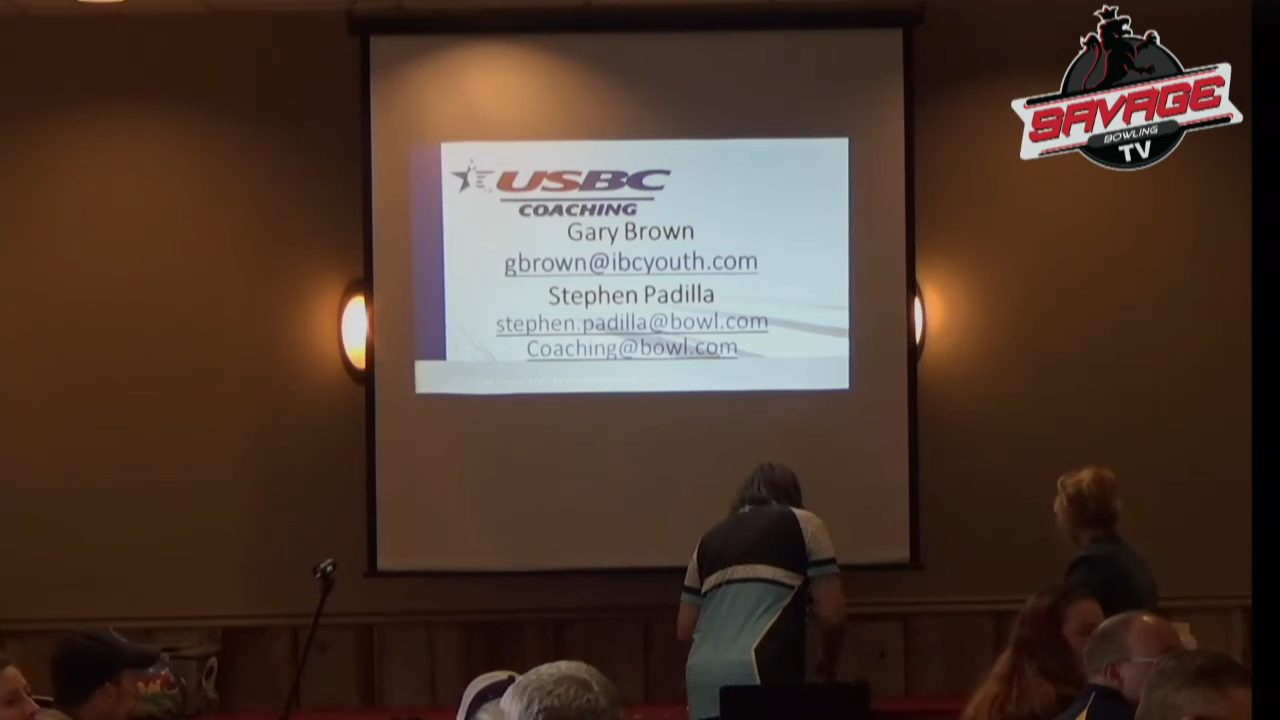 SAVAGE
BOWLING
TV
USBC
COACHING
Gary Brown
gbrown@ibcyouth.com
Stephen Padilla
stephen.padilla@bowl.com
Coaching@bowl.com